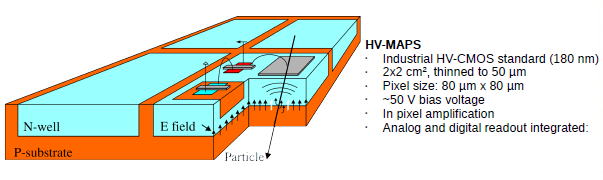 HV-MAPS
· Industrial HV-CMOS standard (180 nm)
· 2x2 cm², thinned to 50 µm
· Pixel size: 80 µm x 80 µm
· ~50 V bias voltage
· In pixel amplification
· Analog and digital readout integrated:
N-well
E field
P-substrate
Particle